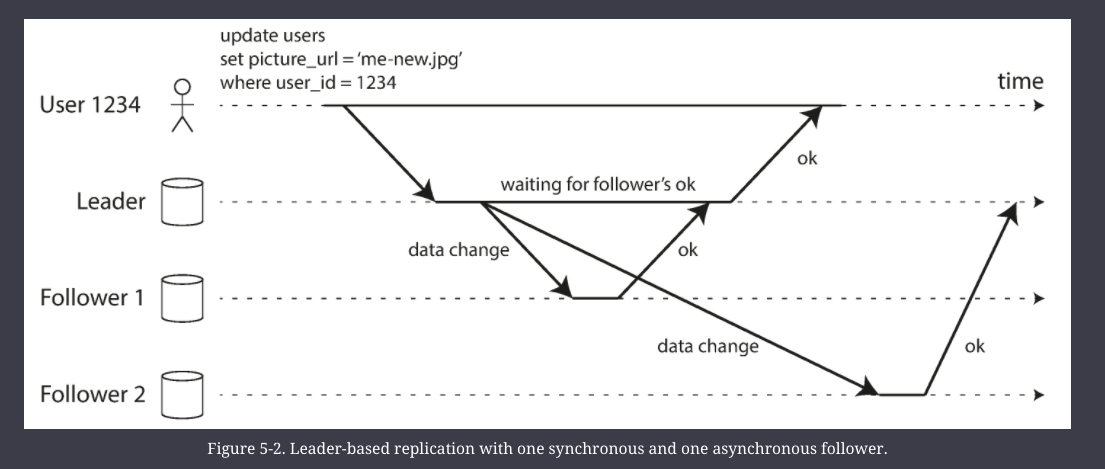 update users
set picture_url = ‘me-new.jpg’
where user_id = 1234
time
User 1234
ok
waiting for follower’s ok
Leader
data change
ok
Follower 1
data change
ok
Follower 2
Figure 5-2. Leader-based replication with one synchronous and one asynchronous follower.